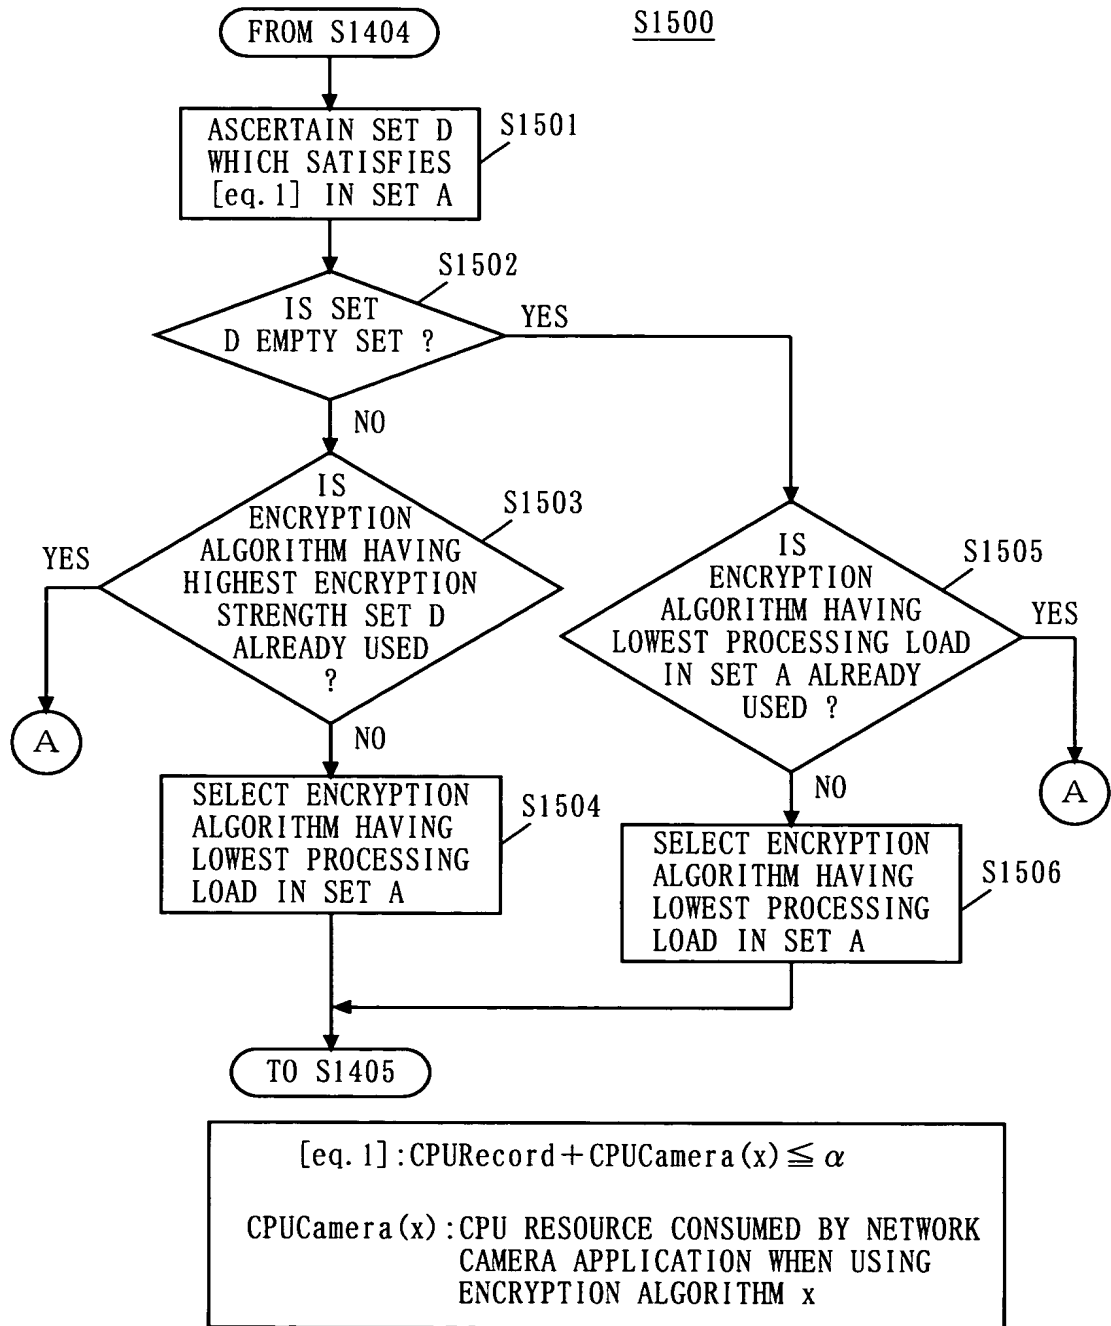 FROM S1404
S1500
ASCERTAIN SET D
WHICH SATISFIES
[eq.1] IN SET A
S1501
S1502
IS SET
D EMPTY SET ?
YES
NO
IS
ENCRYPTION
ALGORITHM HAVING
HIGHEST ENCRYPTION
STRENGTH SET D
ALREADY USED
?
S1503
YES
A
NO
IS
ENCRYPTION
ALGORITHM HAVING
LOWEST PROCESSING LOAD
IN SET A ALREADY
USED ?
S1505
YES
A
NO
SELECT ENCRYPTION
ALGORITHM HAVING
LOWEST PROCESSING
LOAD IN SET A
S1504
SELECT ENCRYPTION
ALGORITHM HAVING
LOWEST PROCESSING
LOAD IN SET A
S1506
TO S1405
[eq.1]:CPURecord+CPUCamera(x)≦α
CPUCamera(x):CPU RESOURCE CONSUMED BY NETWORK
CAMERA APPLICATION WHEN USING
ENCRYPTION ALGORITHM x